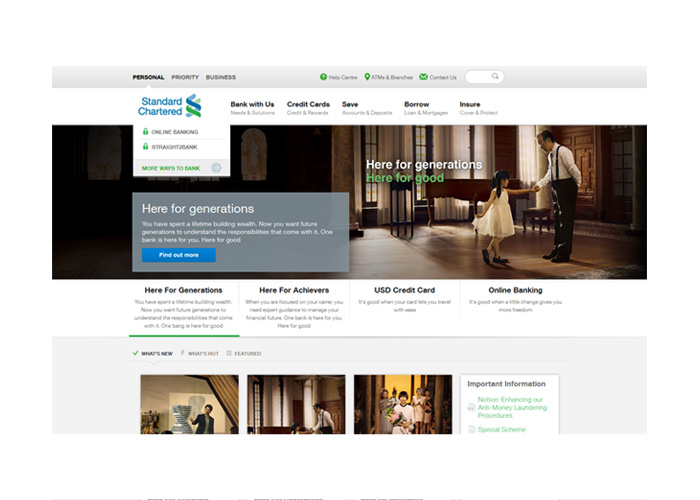 PERSONAL PRIORITY BUSINESS
Help Centre ATMs & Branches Contact Us
Standard
Chartered
Bank with Us Credit Cards Save Borrow Insure
Needs & Solutions Credit & Rewards Accounts & Deposits Loan & Mortgages Cover & Protect
ONLINE BANKING
STRAIGHT2BANK
MORE WAYS TO BANK
Here for generations
Here for good
Here for generations
You have spent a lifetime building wealth. Now you want future
generations to understand the responsibilities that come with it. One
bank is here for you. Here for good
Find out more
Here For Generations
You have spent a lifetime building wealth.
Now you want future generations to
understand the responsibilities that come
with it. One bang is here for good
Here For Achievers
When you are focused on your carrer, you
need expert guidance to manage your
financial future. One bank is here for you
Here for good
USD Credit Card
It's good when your card lets you travel
with ease
Online Banking
It's good when a little change gives you
more freedom
WHAT'S NEW WHAT'S HOT FEATURED
Important Information
Notice: Enhancing our
Anti-Money Laundering
Procedures
Special Scheme